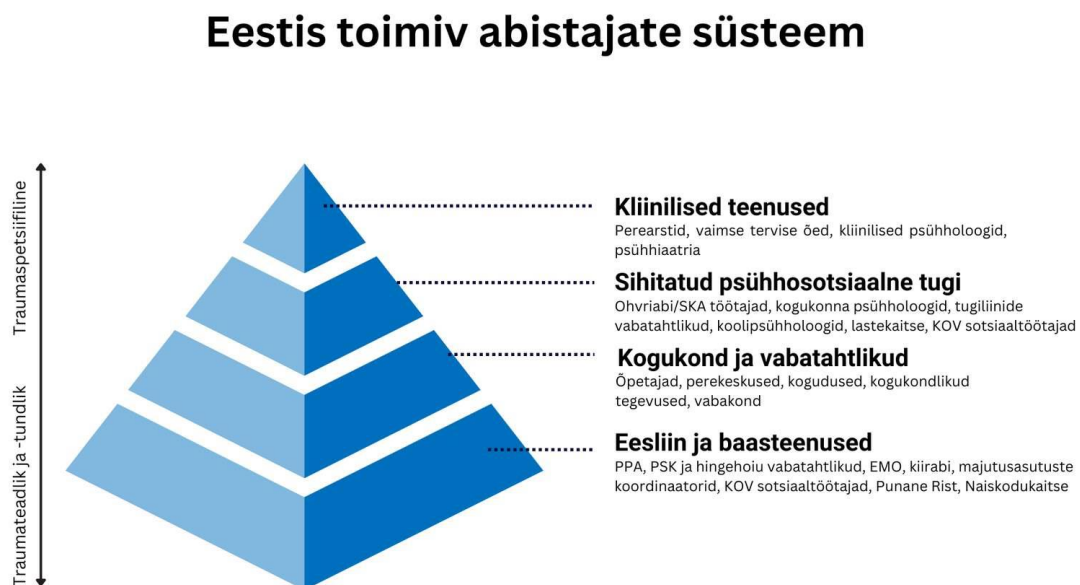 Eestis toimiv abistajate süsteem
Traumaspetsiifiline
Traumateadlik ja -tundlik
Kliinilised teenused
Perearstid, vaimse tervise õed, kliinilised psühholoogid,
psühhiaatria
Sihitatud psühhosotsiaalne tugi
Ohvriabi/SKA töötajad, kogukonna psühholoogid, tugiliinide
vabatahtlikud, koolipsühholoogid, lastekaitse, KOV sotsiaaltöötajad
Kogukond ja vabatahtlikud
Õpetajad, perekeskused, kogudused, kogukondlikud
tegevused, vabakond
Eesliin ja baasteenused
PPA, PSK ja hingehoiu vabatahtlikud, EMO, kiirabi, majutusasutuste
koordinaatorid, KOV sotsiaaltöötajad, Punane Rist, Naiskodukaitse